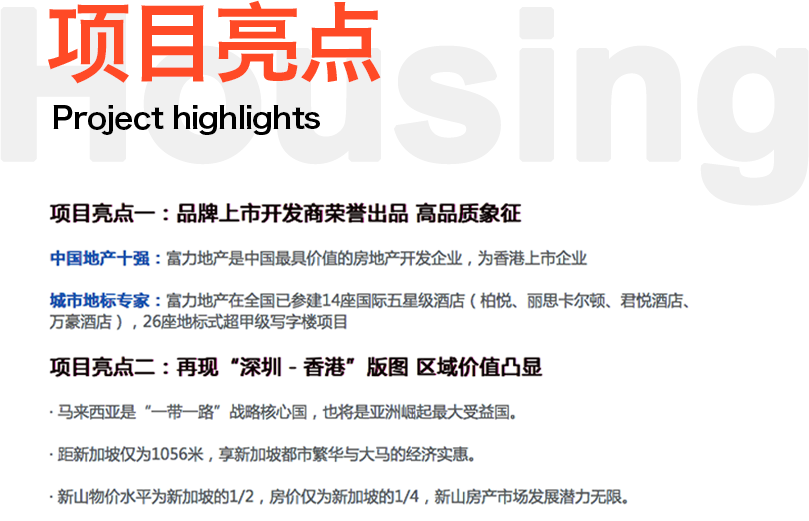 Housing
项目亮点
Project highlights
项目亮点一：品牌上市开发商荣誉出品 高品质象征
中国地产十强：富力地产是中国最具价值的房地产开发企业，为香港上市企业
城市地标专家：富力地产在全国已参建14座国际五星级酒店（柏悦、丽思卡尔顿、君悦酒店、
万豪酒店），26座地标式超甲级写字楼项目
项目亮点二：再现“深圳－香港”版图 区域价值凸显
· 马来西亚是“一带一路”战略核心国，也将是亚洲崛起最大受益国。
· 距新加坡仅为1056米，享新加坡都市繁华与大马的经济实惠。
· 新山物价水平为新加坡的1/2，房价仅为新加坡的1/4，新山房产市场发展潜力无限。